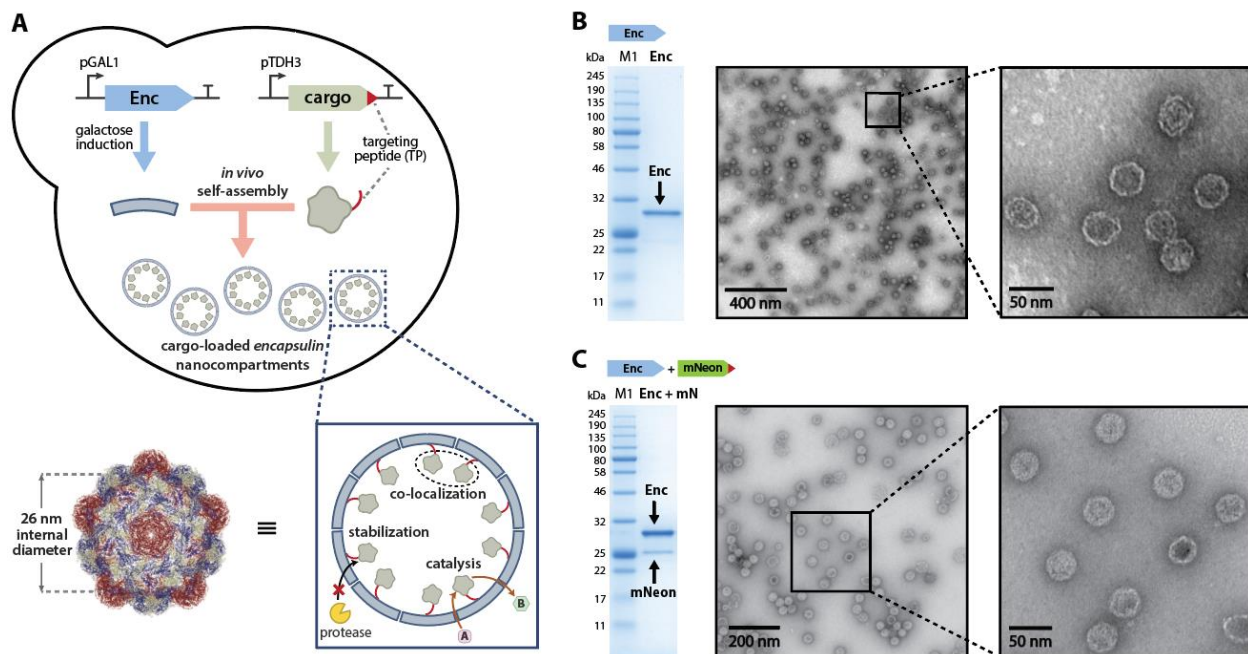 A
pGAL1
pTDH3
Enc
cargo
galactose
induction
targeting
peptide (TP)
in vivo
self-assembly
cargo-loaded encapsulin
nanocompartments
26 nm
internal
diameter
≡
co-localization
stabilization
catalysis
protease
A
B
B
Enc
kDa M1 Enc
245
190
135
100
80
58
46
32
25
22
17
11
Enc
400 nm
50 nm
C
Enc + mNeon
kDa M1 Enc + mN
245
190
135
100
80
58
46
32
25
22
17
11
Enc
mNeon
200 nm
50 nm